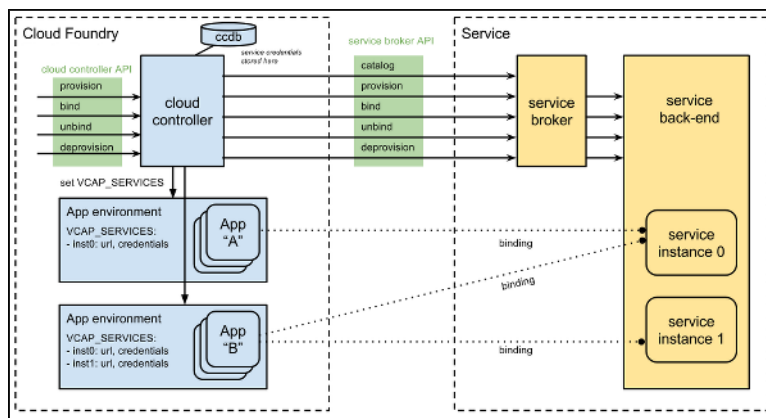 Cloud Foundry
ccdb
service credentials
stored here
cloud controller API
provision
bind
unbind
deprovision
cloud
controller
service broker API
catalog
provision
bind
unbind
deprovision
Service
service
broker
service
back-end
set VCAP_SERVICES
App environment
VCAP_SERVICES:
- inst0: url, credentials
App
"A"
binding
service
instance 0
binding
App environment
VCAP_SERVICES:
- inst0: url, credentials
- inst1: url, credentials
App
"B"
binding
service
instance 1